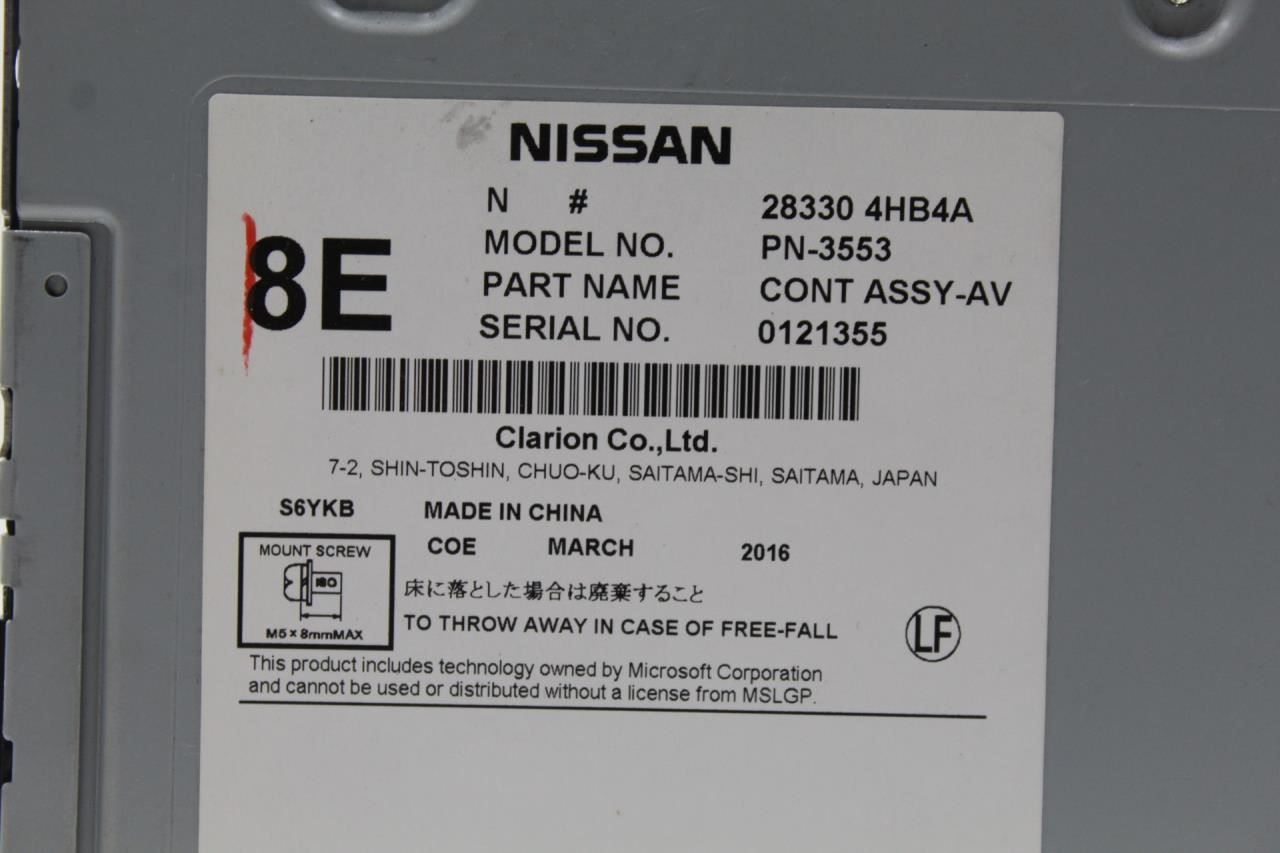 NISSAN
N # 28330 4HB4A
MODEL NO. PN-3553
PART NAME CONT ASSY-AV
SERIAL NO. 0121355
8E
Clarion Co.,Ltd.
7-2, SHIN-TOSHIN, CHUO-KU, SAITAMA-SHI, SAITAMA, JAPAN
S6YKB MADE IN CHINA
COE MARCH 2016
MOUNT SCREW
ISO
M5×8mmMAX
床に落とした場合は廃棄すること
TO THROW AWAY IN CASE OF FREE-FALL
LF
This product includes technology owned by Microsoft Corporation
and cannot be used or distributed without a license from MSLGP.